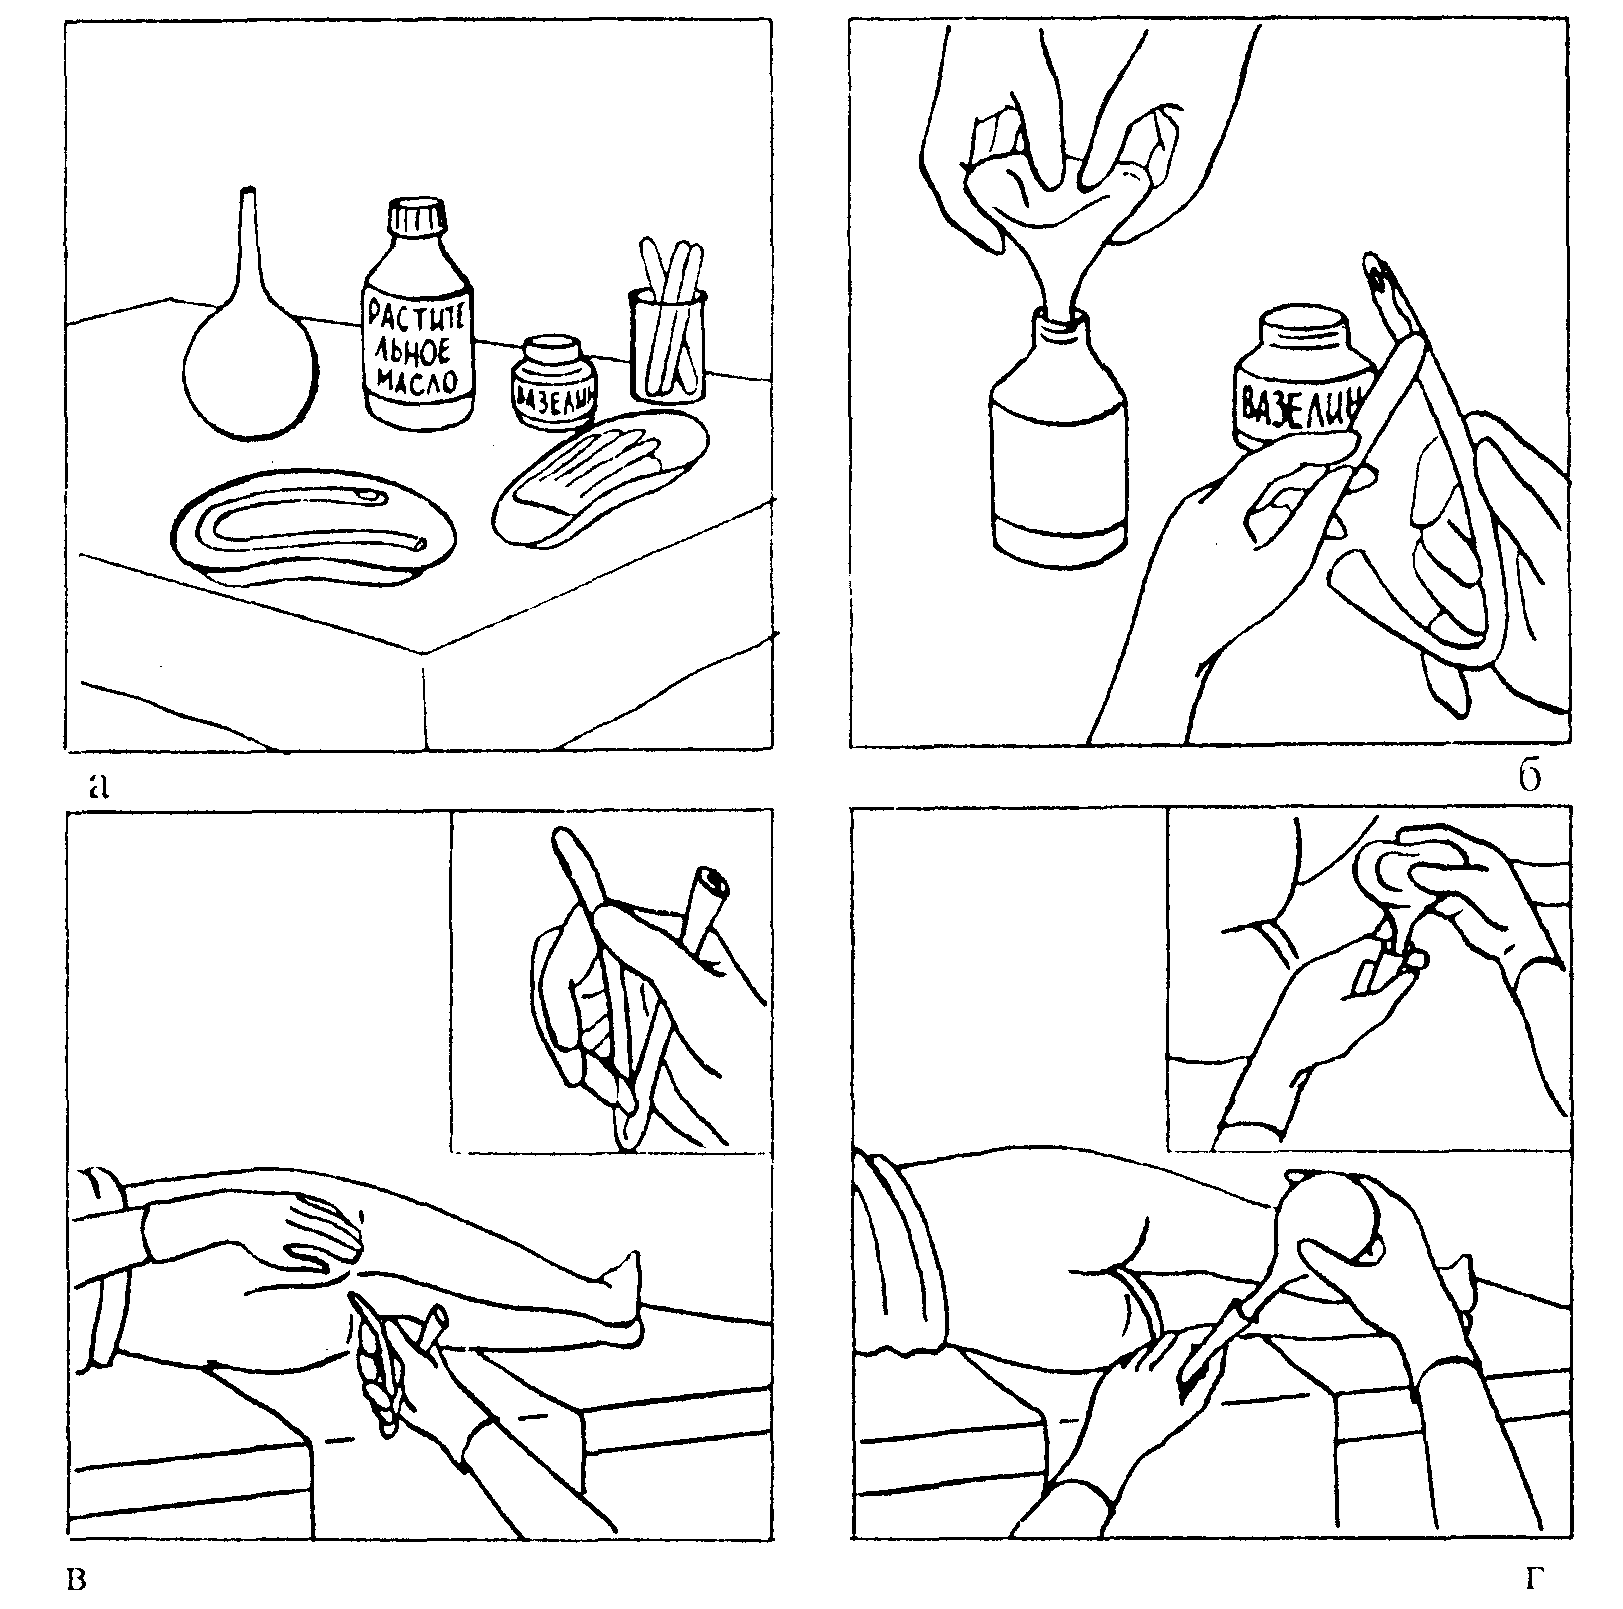 РАСТИТЕ
ЛЬНОЕ
МАСЛО
ВАЗЕЛИН
ВАЗЕЛИН
а
б
в
г